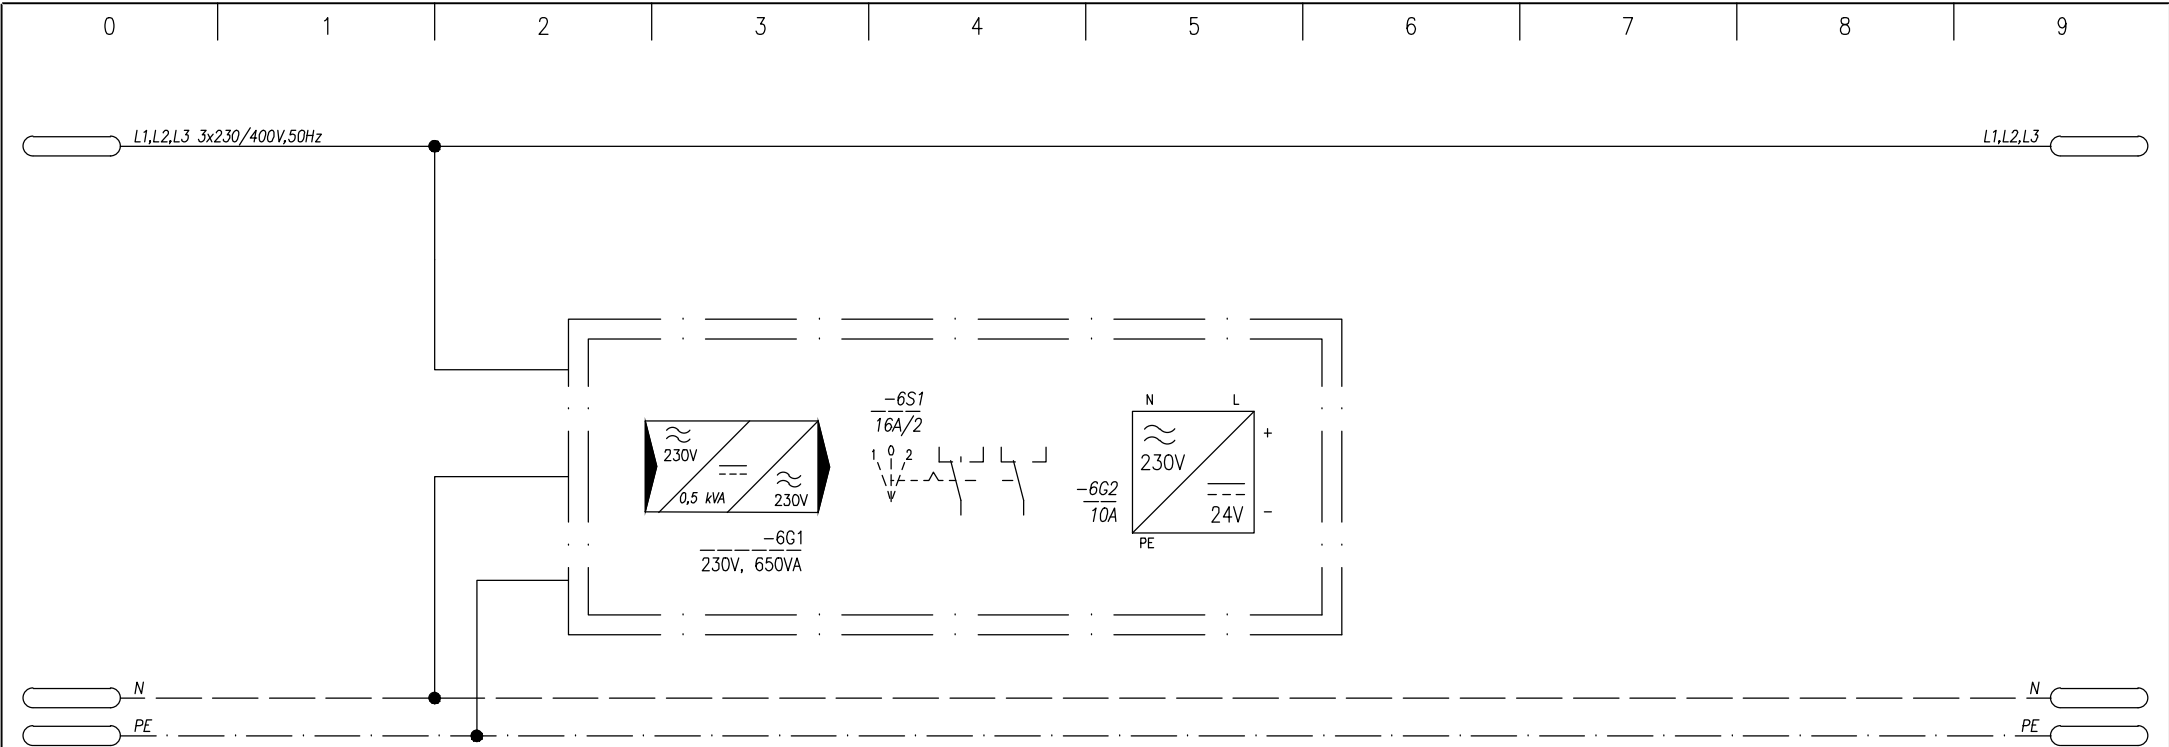 0 1 2 3 4 5 6 7 8 9
L1,L2,L3 3x230/400V,50Hz
L1,L2,L3
230V
0,5 kVA
230V
-6G1
230V, 650VA
-6S1
16A/2
1 0 2
N L
230V
+
-6G2
10A
24V
-
PE
N
N
PE
PE